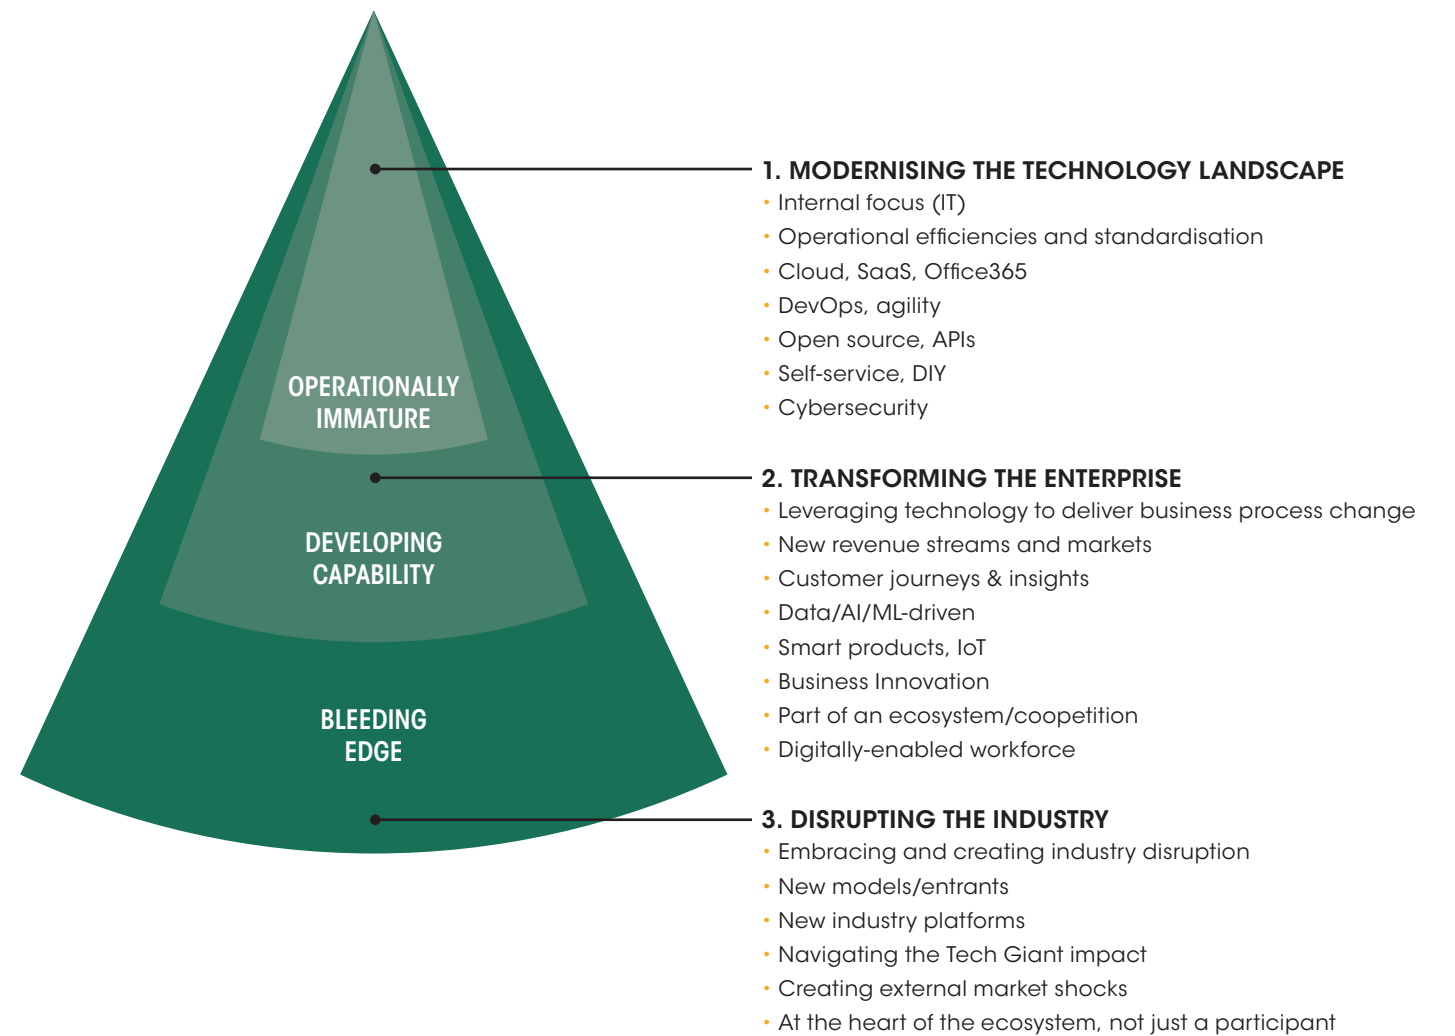 1. MODERNISING THE TECHNOLOGY LANDSCAPE
• Internal focus (IT)
• Operational efficiencies and standardisation
• Cloud, SaaS, Office365
• DevOps, agility
• Open source, APIs
• Self-service, DIY
• Cybersecurity
OPERATIONALLY
IMMATURE
2. TRANSFORMING THE ENTERPRISE
• Leveraging technology to deliver business process change
• New revenue streams and markets
• Customer journeys & insights
• Data/AI/ML-driven
• Smart products, IoT
• Business Innovation
• Part of an ecosystem/coopetition
• Digitally-enabled workforce
DEVELOPING
CAPABILITY
BLEEDING
EDGE
3. DISRUPTING THE INDUSTRY
• Embracing and creating industry disruption
• New models/entrants
• New industry platforms
• Navigating the Tech Giant impact
• Creating external market shocks
• At the heart of the ecosystem, not just a participant